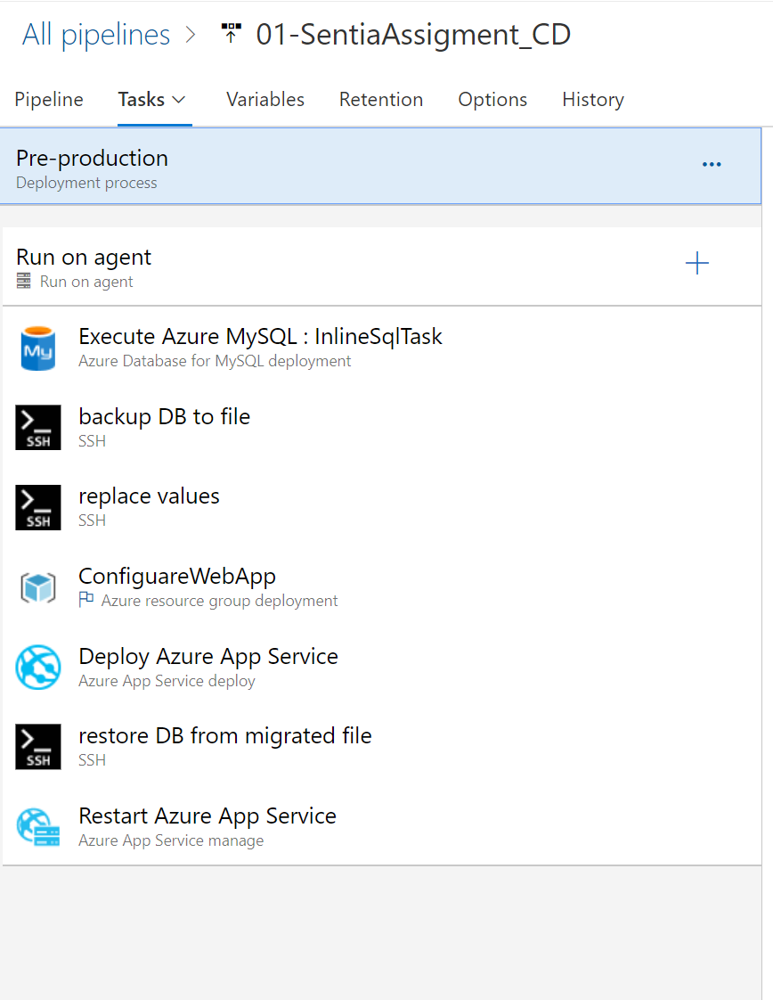 All pipelines > 01-SentiaAssigment_CD
Pipeline Tasks Variables Retention Options History
Pre-production
...
Deployment process
Run on agent
Run on agent
Execute Azure MySQL : InlineSqlTask
My
Azure Database for MySQL deployment
backup DB to file
SSH
SSH
replace values
SSH
SSH
ConfiguareWebApp
Azure resource group deployment
Deploy Azure App Service
Azure App Service deploy
restore DB from migrated file
SSH
SSH
Restart Azure App Service
Azure App Service manage